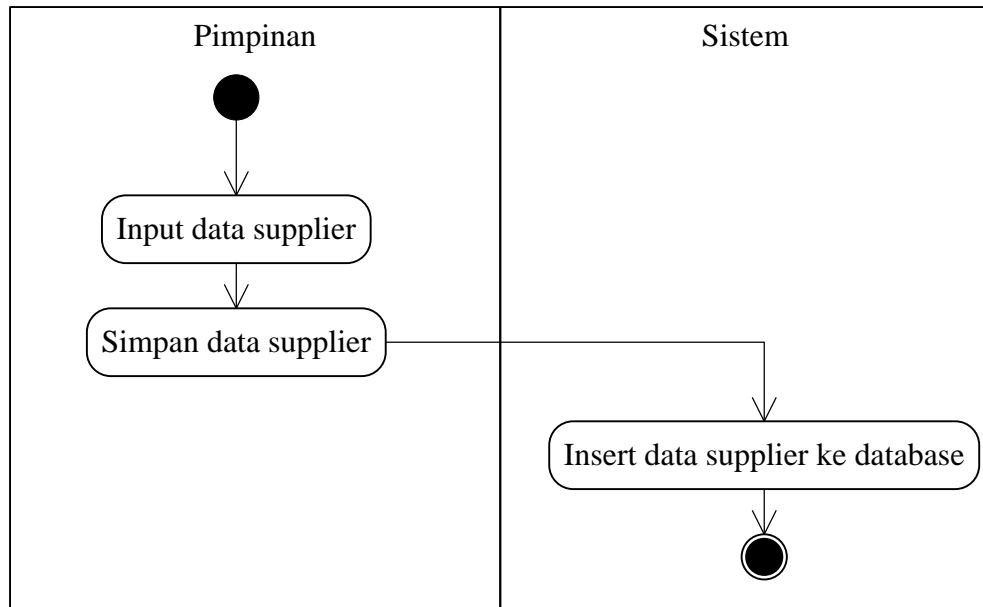 Pimpinan
Sistem
Input data supplier
Simpan data supplier
Insert data supplier ke database